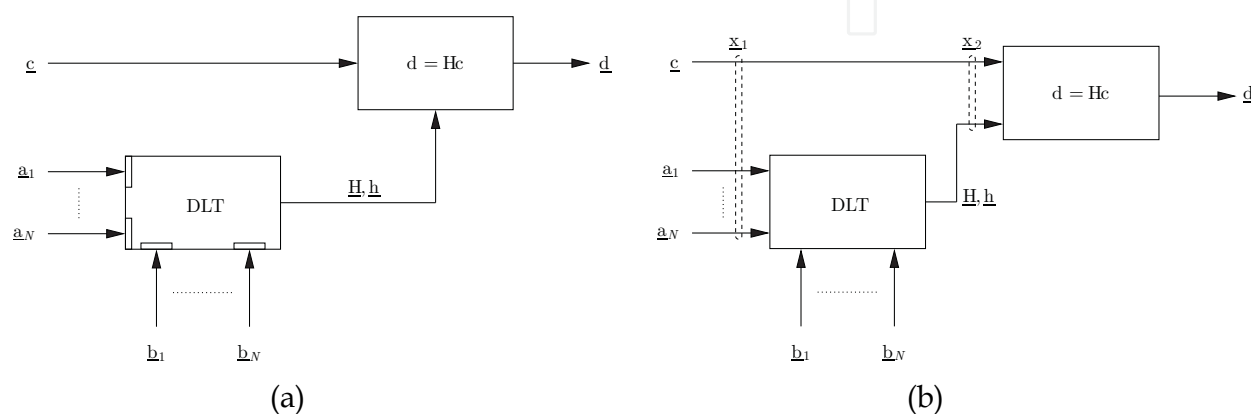 c
d = Hc
d
a1
aN
DLT
H, h
b1
bN
(a)
x1
x2
c
d = Hc
d
a1
aN
DLT
H, h
b1
bN
(b)